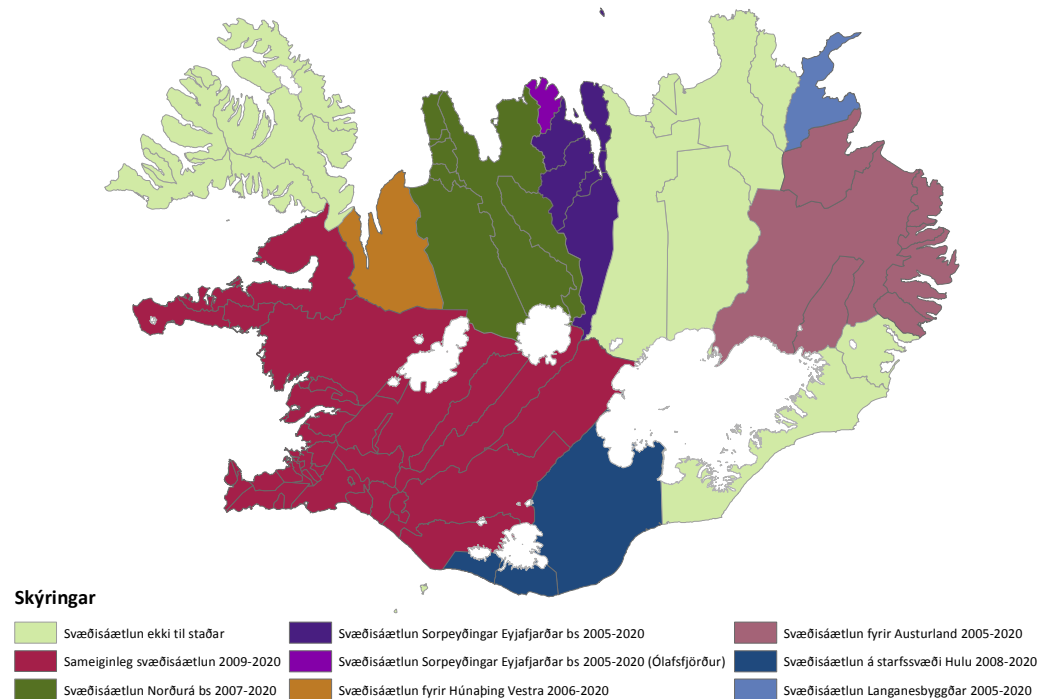 Skýringar
Svæðisáætlun ekki til staðar
Sameiginleg svæðisáætlun 2009-2020
Svæðisáætlun Norðurá bs 2007-2020
Svæðisáætlun Sorpeyðingar Eyjafjarðar bs 2005-2020
Svæðisáætlun Sorpeyðingar Eyjafjarðar bs 2005-2020 (Ólafsfjörður)
Svæðisáætlun fyrir Húnaþing Vestra 2006-2020
Svæðisáætlun fyrir Austurland 2005-2020
Svæðisáætlun á starfssvæði Hulu 2008-2020
Svæðisáætlun Langanesbyggðar 2005-2020